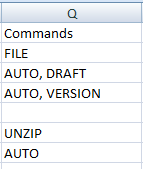 Q
Commands
FILE
AUTO, DRAFT
AUTO, VERSION
UNZIP
AUTO